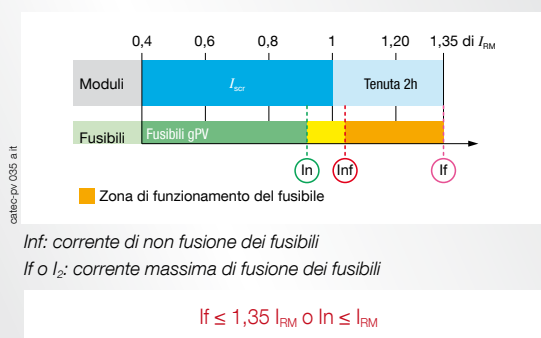 0,4 0,6 0,8 1 1,20 1,35 di I_RM
Moduli I_scr Tenuta 2h
Fusibili Fusibili gPV
In Inf If
Zona di funzionamento del fusibile
catec-pv 035 a it
Inf: corrente di non fusione dei fusibili
If o I₂: corrente massima di fusione dei fusibili
If ≤ 1,35 I_RM o In ≤ I_RM